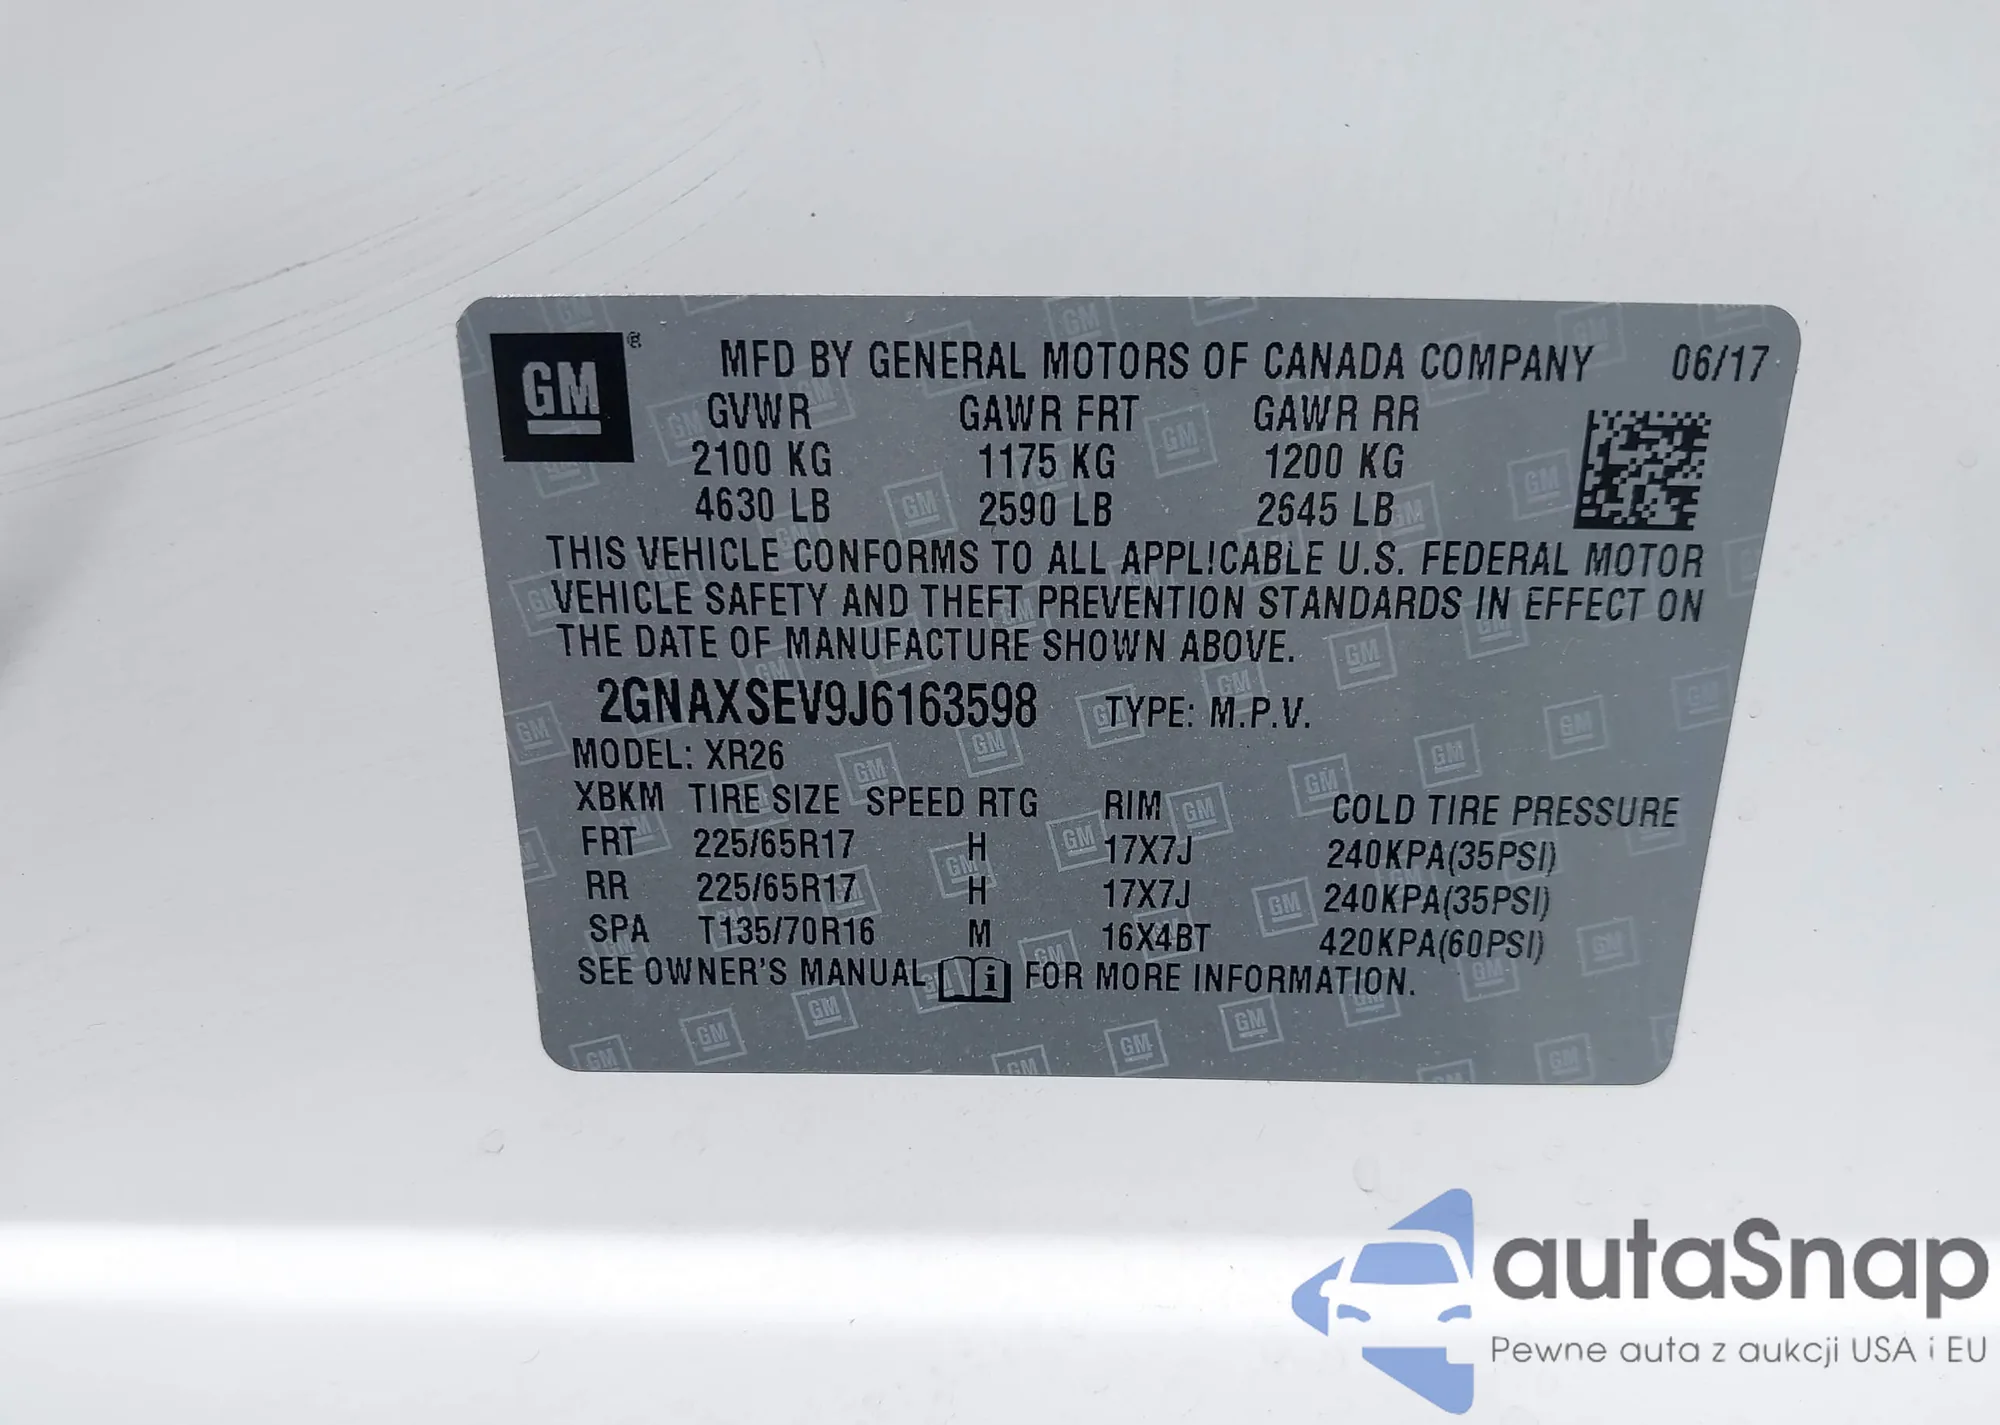 GM ®
MFD BY GENERAL MOTORS OF CANADA COMPANY 06/17
GVWR GAWR FRT GAWR RR
2100 KG 1175 KG 1200 KG
4630 LB 2590 LB 2645 LB
THIS VEHICLE CONFORMS TO ALL APPLICABLE U.S. FEDERAL MOTOR
VEHICLE SAFETY AND THEFT PREVENTION STANDARDS IN EFFECT ON
THE DATE OF MANUFACTURE SHOWN ABOVE.
2GNAXSEV9J6163598 TYPE: M.P.V.
MODEL: XR26
XBKM TIRE SIZE SPEED RTG RIM COLD TIRE PRESSURE
FRT 225/65R17 H 17X7J 240KPA(35PSI)
RR 225/65R17 H 17X7J 240KPA(35PSI)
SPA T135/70R16 M 16X4BT 420KPA(60PSI)
SEE OWNER'S MANUAL i FOR MORE INFORMATION.
autaSnap
Pewne auta z aukcji USA i EU